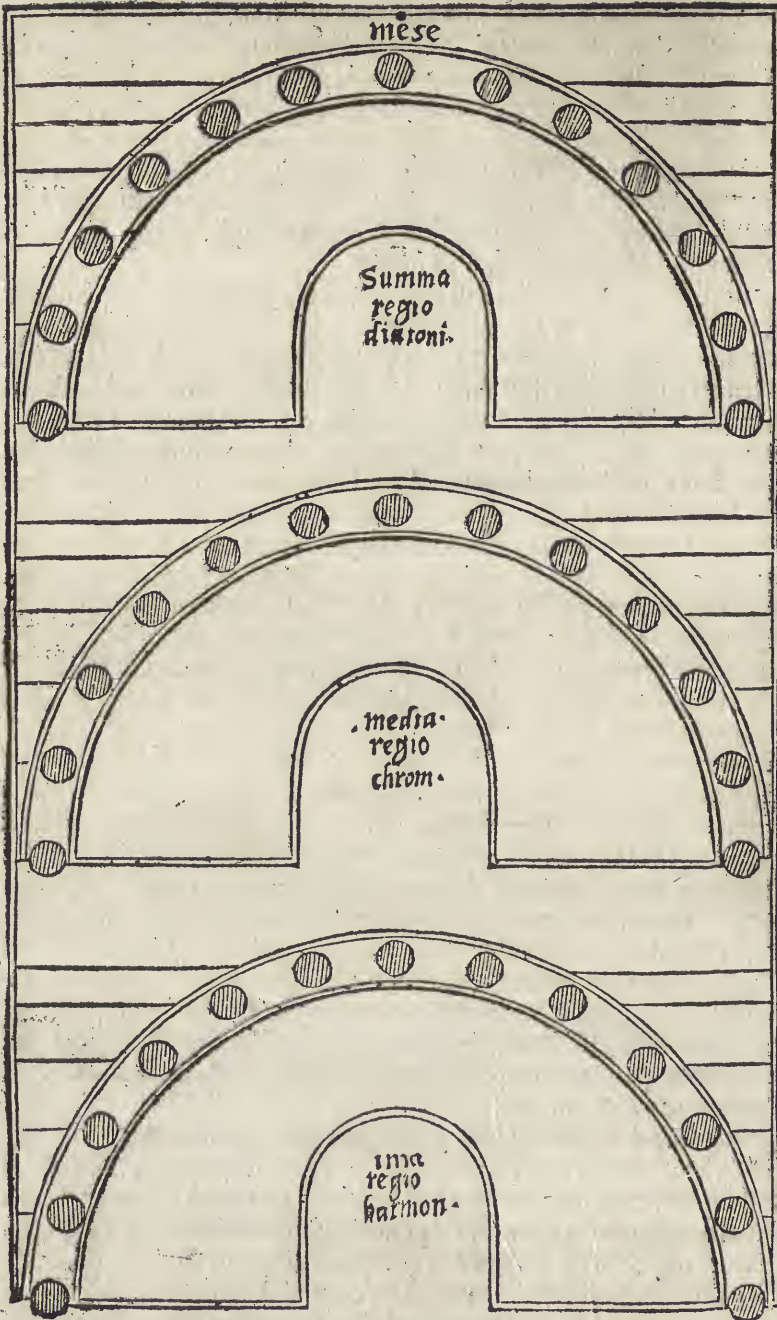 mese
Summa
regio
diatoni.
. media.
regio
chrom.
ima
regio
harmon.